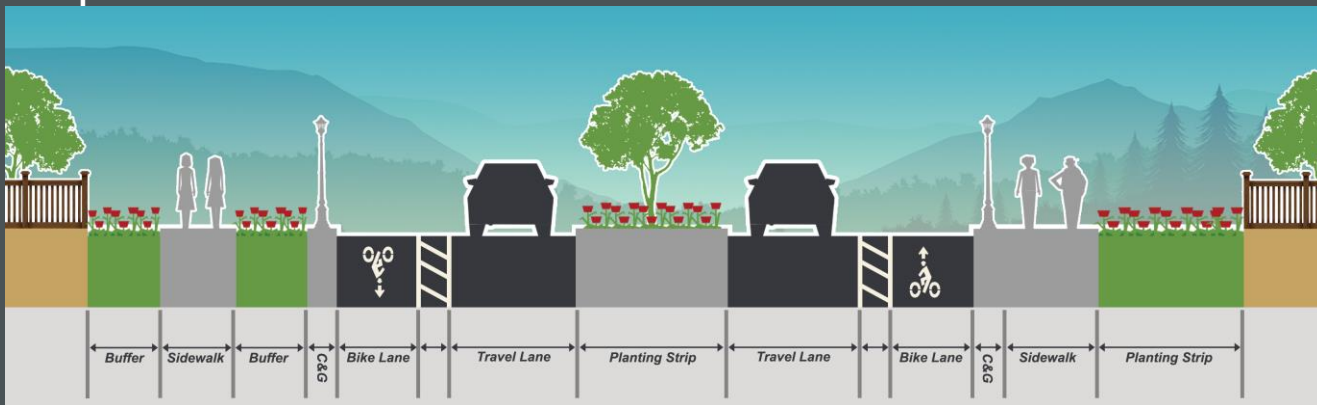 Buffer
Sidewalk
Buffer
C&G
Bike Lane
Travel Lane
Planting Strip
Travel Lane
Bike Lane
C&G
Sidewalk
Planting Strip